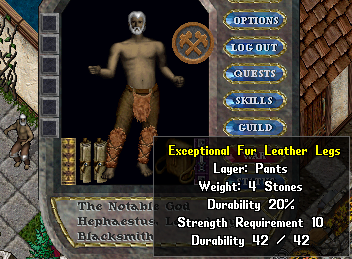 OPTIONS
LOG OUT
QUESTS
SKILLS
GUILD
Exceptional Fur Leather Legs
Layer: Pants
Weight: 4 Stones
Durability 20%
Strength Requirement 10
Durability 42 / 42
The Notable God
Hephaestus, L
Blacksmith